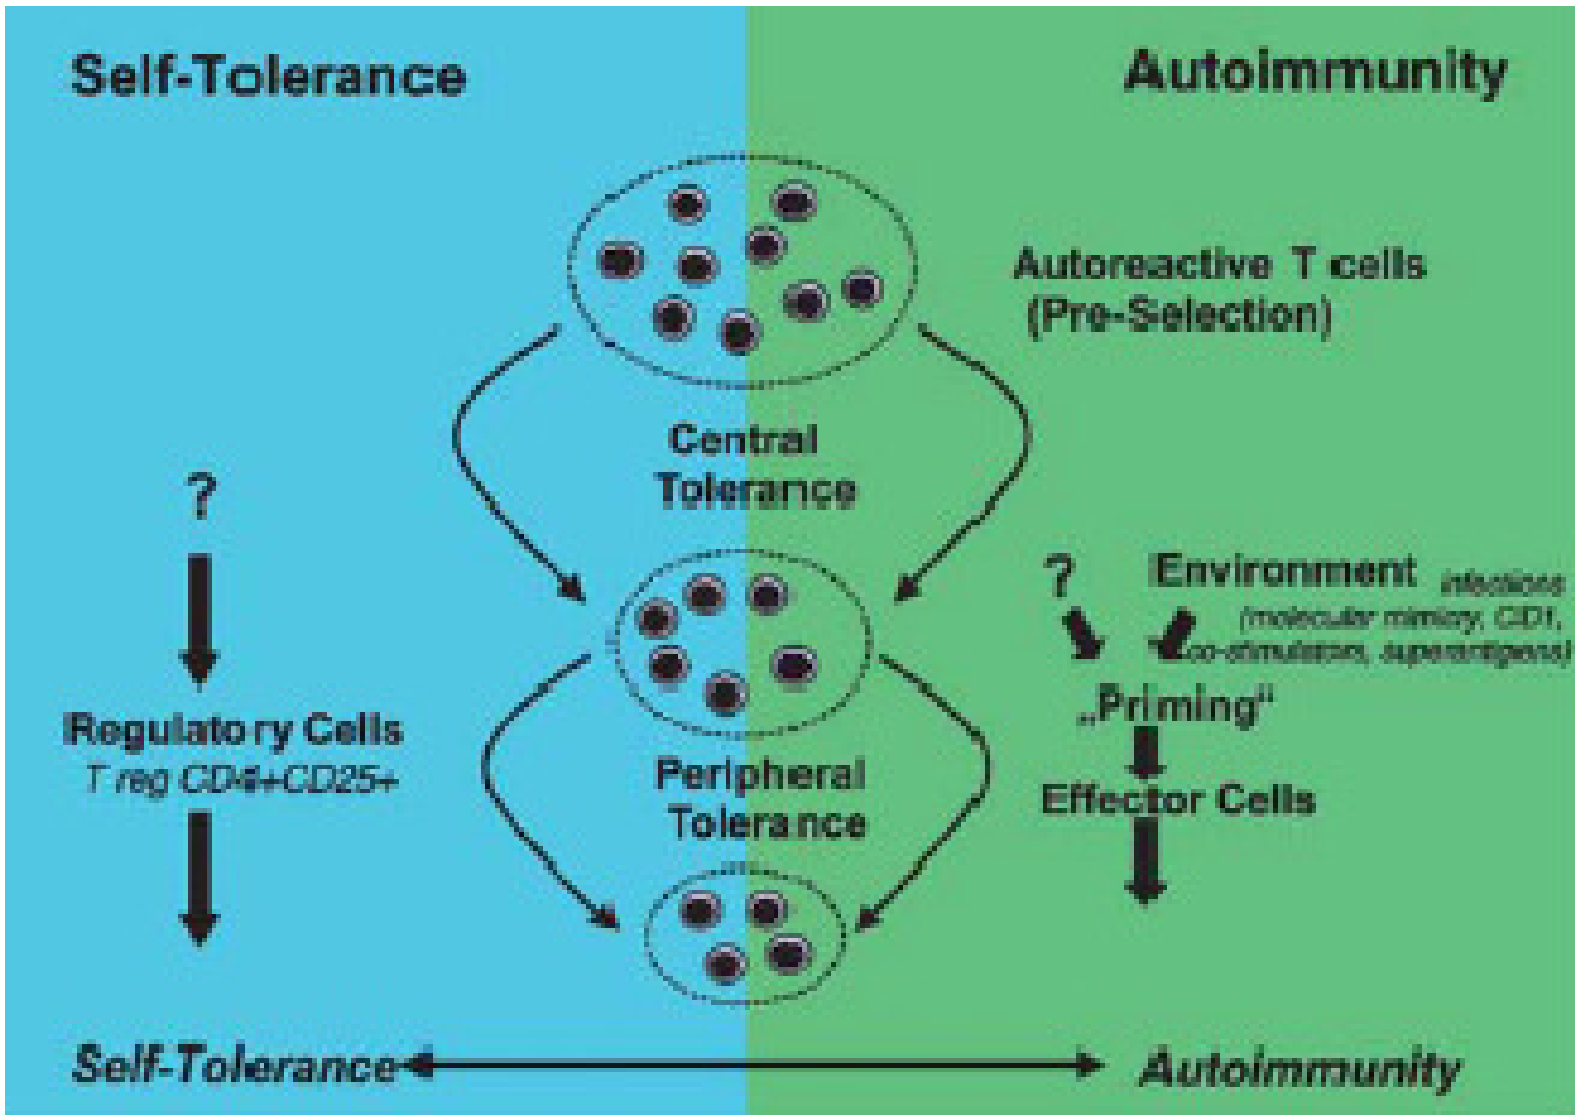 Self-Tolerance
Autoimmunity
Autoreactive T cells
(Pre-Selection)
Central
Tolerance
?
?
Environment infections
(molecular mimicry, CD1,
co-stimulators, superantigens)
„Priming“
Regulatory Cells
T reg CD4+CD25+
Peripheral
Tolerance
Effector Cells
Self-Tolerance
Autoimmunity